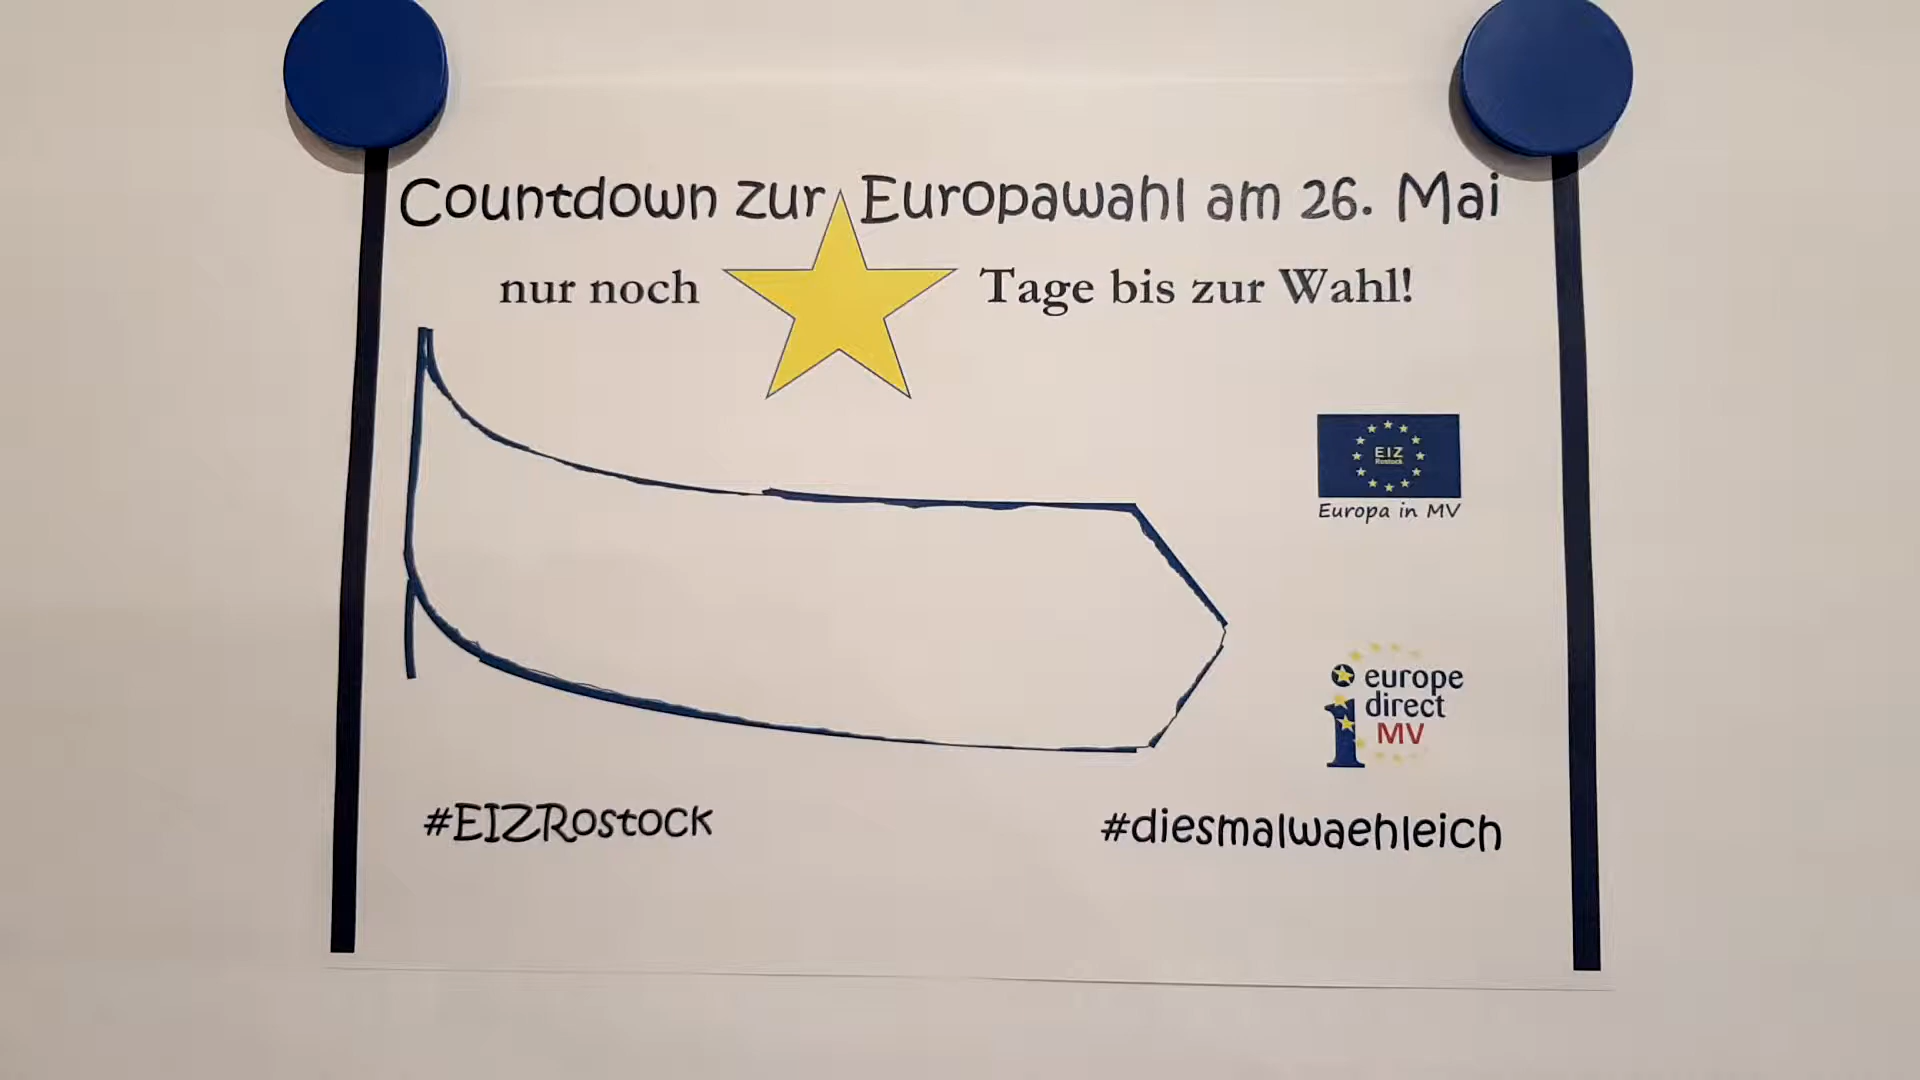 Countdown zur Europawahl am 26. Mai
nur noch Tage bis zur Wahl!
EIZ
Rostock
Europa in MV
europe
direct
MV
#EIZRostock
#diesmalwaehleich